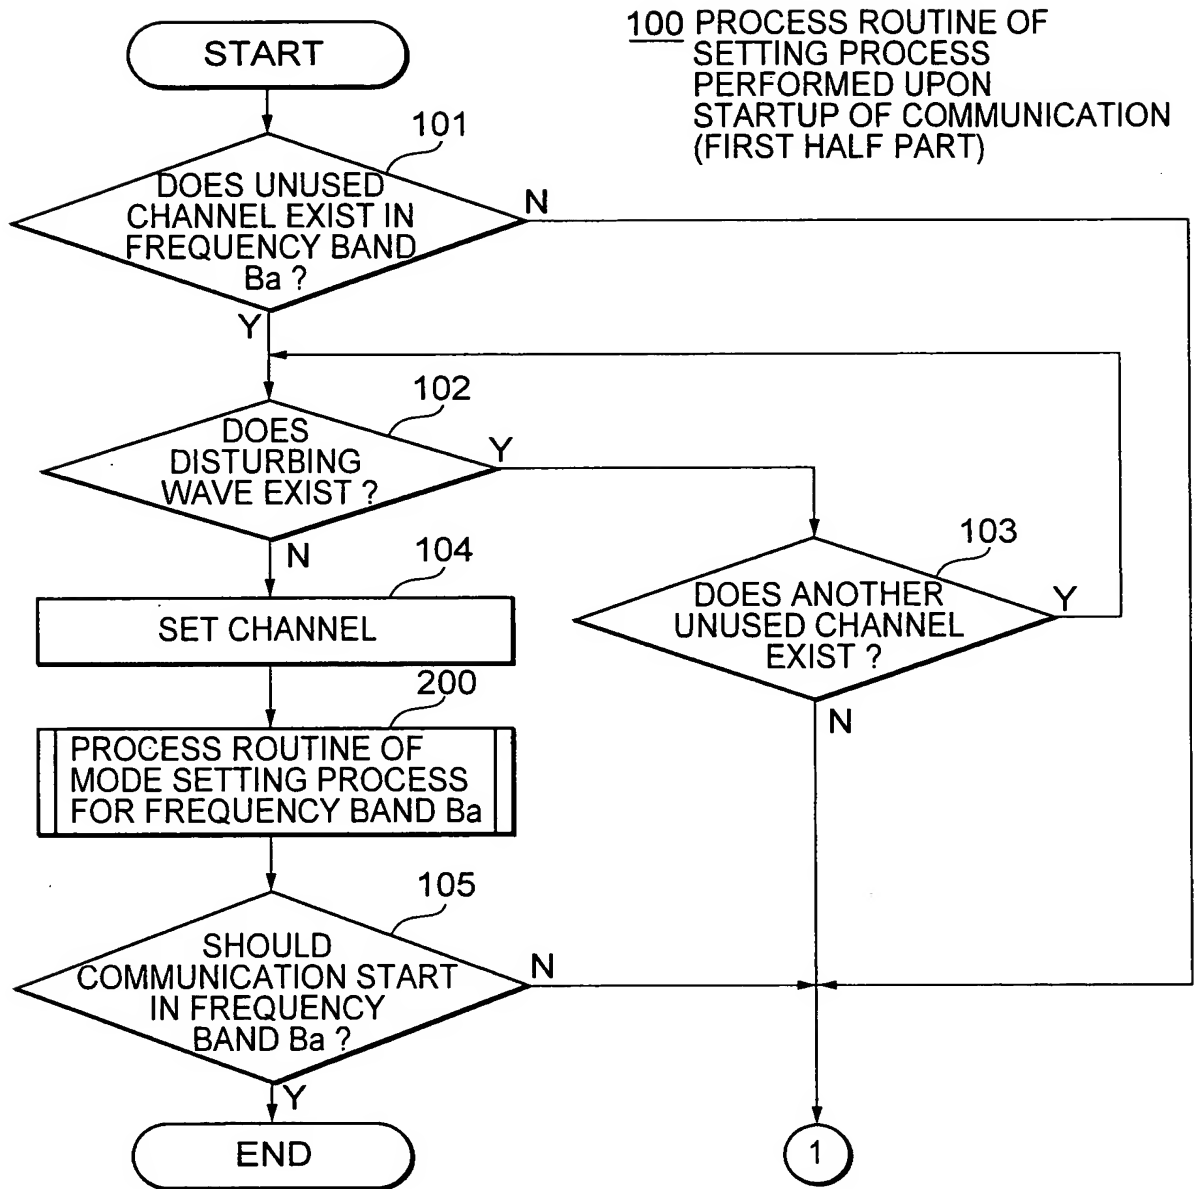 100 PROCESS ROUTINE OF
SETTING PROCESS
PERFORMED UPON
STARTUP OF COMMUNICATION
(FIRST HALF PART)
START
101
DOES UNUSED
CHANNEL EXIST IN
FREQUENCY BAND
Ba ?
N
Y
102
DOES
DISTURBING
WAVE EXIST ?
Y
N
103
DOES ANOTHER
UNUSED CHANNEL
EXIST ?
Y
N
104
SET CHANNEL
200
PROCESS ROUTINE OF
MODE SETTING PROCESS
FOR FREQUENCY BAND Ba
105
SHOULD
COMMUNICATION START
IN FREQUENCY
BAND Ba ?
N
Y
END
1